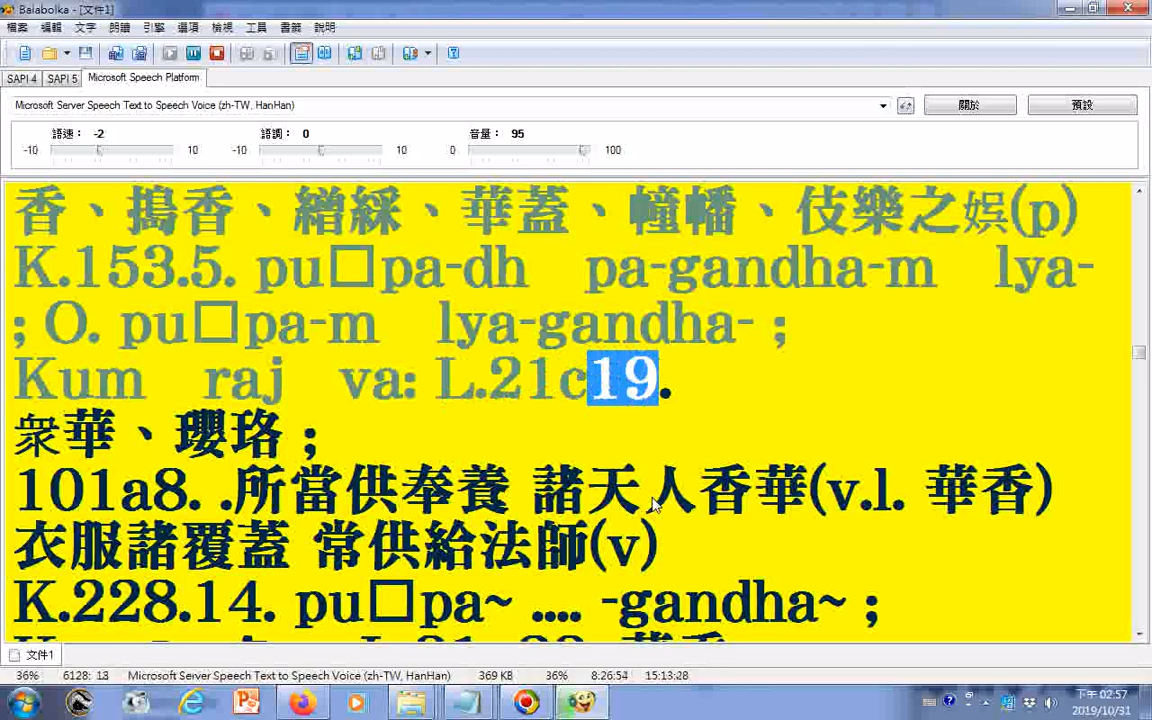 Balabolka - [文件1]
檔案 編輯 文字 朗讀 引擎 選項 檢視 工具 書籤 說明
SAPI 4 SAPI 5 Microsoft Speech Platform
Microsoft Server Speech Text to Speech Voice (zh-TW, HanHan) 關於 預設
語速： -2 語調： 0 音量： 95
-10 10 -10 10 0 100
香、搗香、繒綵、華蓋、幢幡、伎樂之娯(p)
K.153.5. pu□pa-dh pa-gandha-m lya-
; O. pu□pa-m lya-gandha- ;
Kum raj va: L.21c19.
衆華、瓔珞；
101a8. .所當供奉養 諸天人香華(v.l. 華香)
衣服諸覆蓋 常供給法師(v)
K.228.14. pu□pa~ .... -gandha~ ;
文件1
36% 6128: 18 Microsoft Server Speech Text to Speech Voice (zh-TW, HanHan) 369 KB 36% 8:26:54 15:13:28
下午 02:57
2019/10/31